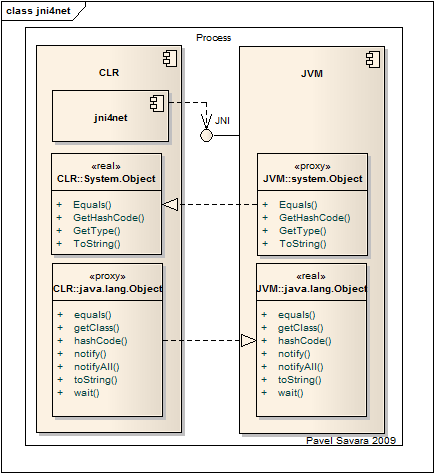 class jni4net
Process
CLR
JVM
jni4net
JNI
«real»
CLR::System.Object
+ Equals()
+ GetHashCode()
+ GetType()
+ ToString()
«proxy»
JVM::system.Object
+ Equals()
+ GetHashCode()
+ GetType()
+ ToString()
«proxy»
CLR::java.lang.Object
+ equals()
+ getClass()
+ hashCode()
+ notify()
+ notifyAll()
+ toString()
+ wait()
«real»
JVM::java.lang.Object
+ equals()
+ getClass()
+ hashCode()
+ notify()
+ notifyAll()
+ toString()
+ wait()
Pavel Savara 2009